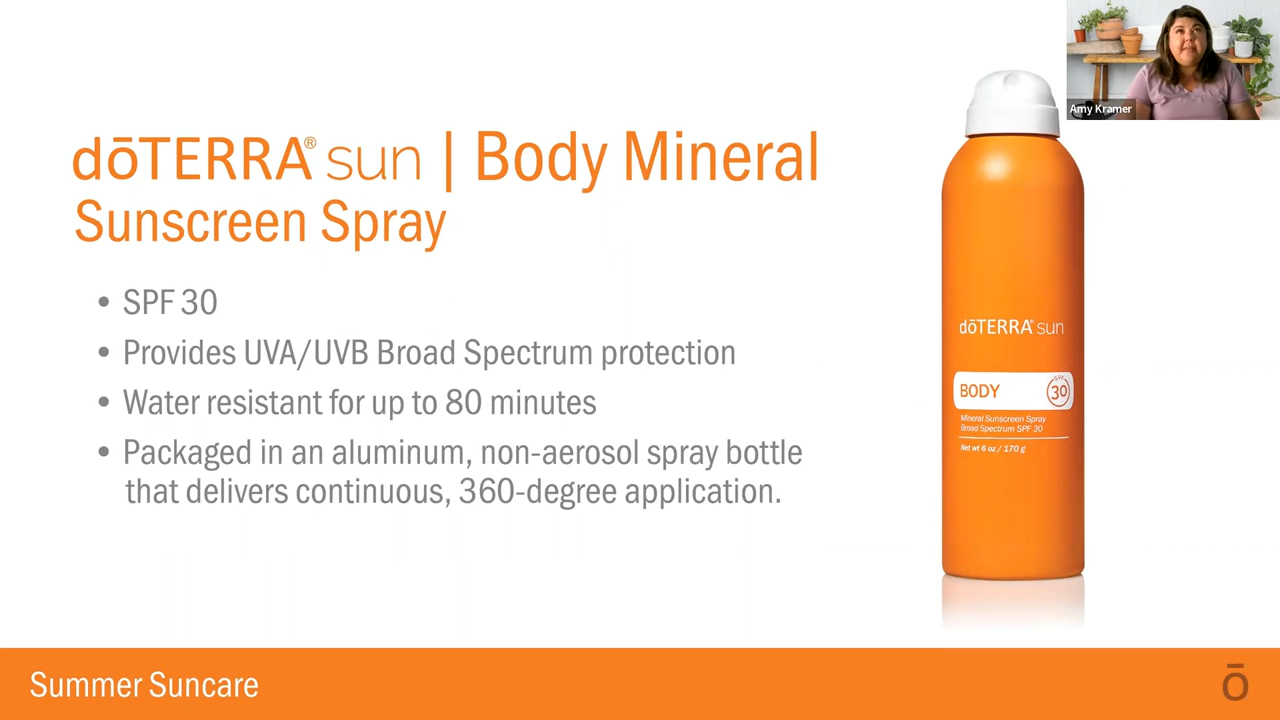 Amy Kramer
dōTERRA® sun | Body Mineral
Sunscreen Spray
• SPF 30
• Provides UVA/UVB Broad Spectrum protection
• Water resistant for up to 80 minutes
• Packaged in an aluminum, non-aerosol spray bottle
that delivers continuous, 360-degree application.
dōTERRA® sun
BODY
SPF
30
Mineral Sunscreen Spray
Broad Spectrum SPF 30
Net wt 6 oz / 170 g
Summer Suncare
ō